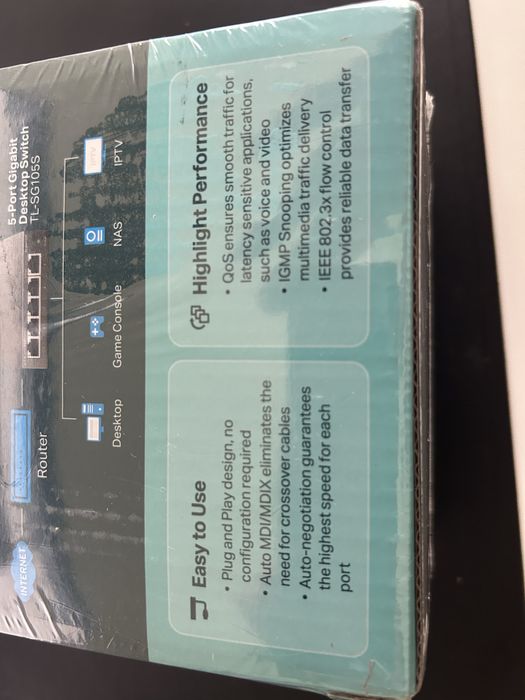 INTERNET
Router
5-Port Gigabit
Desktop Switch
TL-SG105S
Desktop
Game Console
NAS
IPTV
IPTV
Easy to Use
• Plug and Play design, no
configuration required
• Auto MDI/MDIX eliminates the
need for crossover cables
• Auto-negotiation guarantees
the highest speed for each
port
Highlight Performance
• QoS ensures smooth traffic for
latency sensitive applications,
such as voice and video
• IGMP Snooping optimizes
multimedia traffic delivery
• IEEE 802.3x flow control
provides reliable data transfer